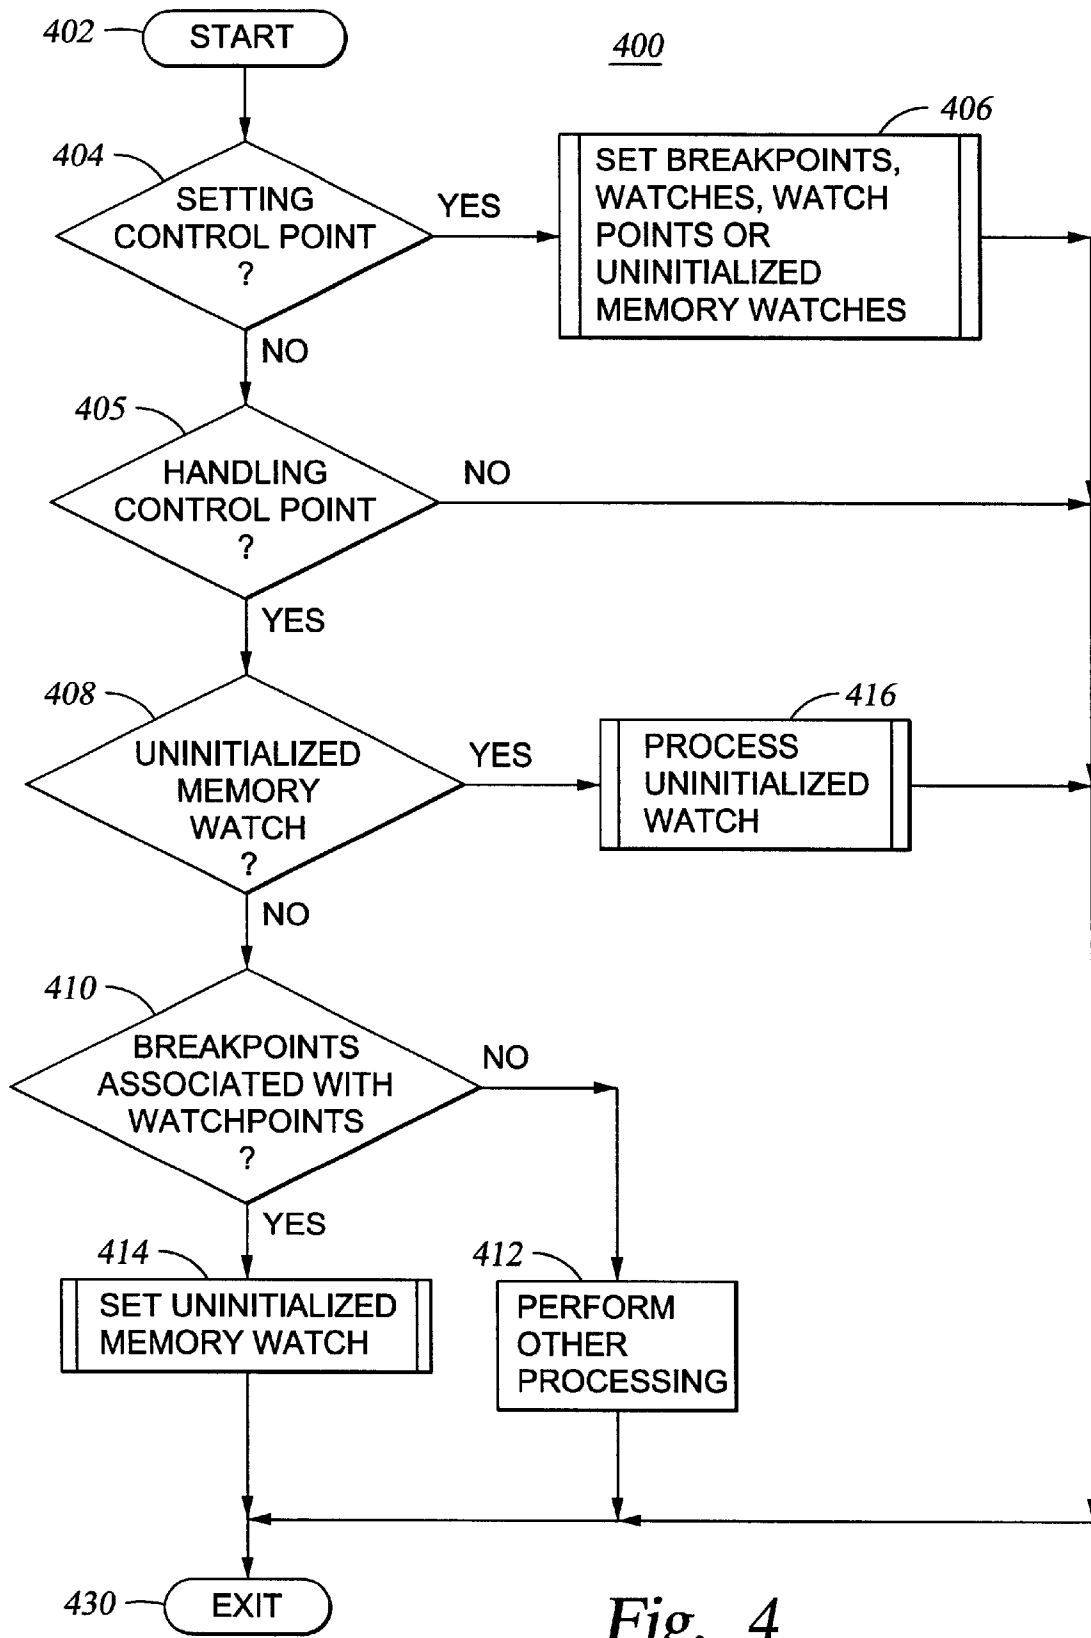 402
START
400
404
SETTING
CONTROL POINT
?
YES
406
SET BREAKPOINTS,
WATCHES, WATCH
POINTS OR
UNINITIALIZED
MEMORY WATCHES
NO
405
HANDLING
CONTROL POINT
?
NO
YES
408
UNINITIALIZED
MEMORY
WATCH
?
YES
416
PROCESS
UNINITIALIZED
WATCH
NO
410
BREAKPOINTS
ASSOCIATED WITH
WATCHPOINTS
?
NO
YES
414
SET UNINITIALIZED
MEMORY WATCH
412
PERFORM
OTHER
PROCESSING
430
EXIT
Fig. 4